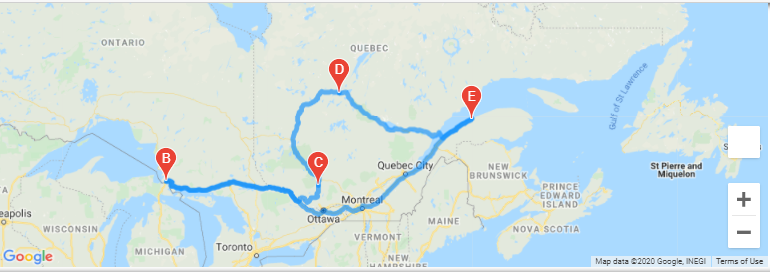 ONTARIO
QUEBEC
D
E
Gulf of St Lawrence
B
C
Quebec City
NEW
BRUNSWICK
St Pierre and
Miquelon
PRINCE
EDWARD
ISLAND
Montreal
Ottawa
MAINE
NOVA SCOTIA
eapolis
WISCONSIN
MICHIGAN
Toronto
VERMONT
NEW
HAMPSHIRE
+
−
Google
Map data ©2020 Google, INEGI
Terms of Use